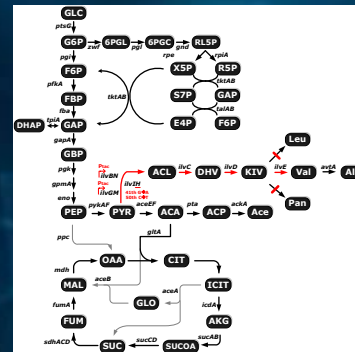 GLC
ptsG
G6P zwf 6PGL pgl 6PGC gnd RL5P
pgi rpe rpiA
F6P X5P R5P
pfkA tktAB
FBP tktAB S7P GAP
fba talAB
DHAP tpiA GAP E4P F6P
gapA
GBP Leu
pgk Ptac
ilvBN ACL ilvC DHV ilvD KIV ilvE Val avtA Al
gpmA Ptac ilvIH
ilvGM
eno Pan
PEP pykAF PYR aceEF ACA pta ACP ackA Ace
ppc gltA
OAA CIT
mdh
MAL aceB aceA ICIT
GLO
fumA icdA
FUM AKG
sdhACD sucCD sucAB
SUC SUCOA